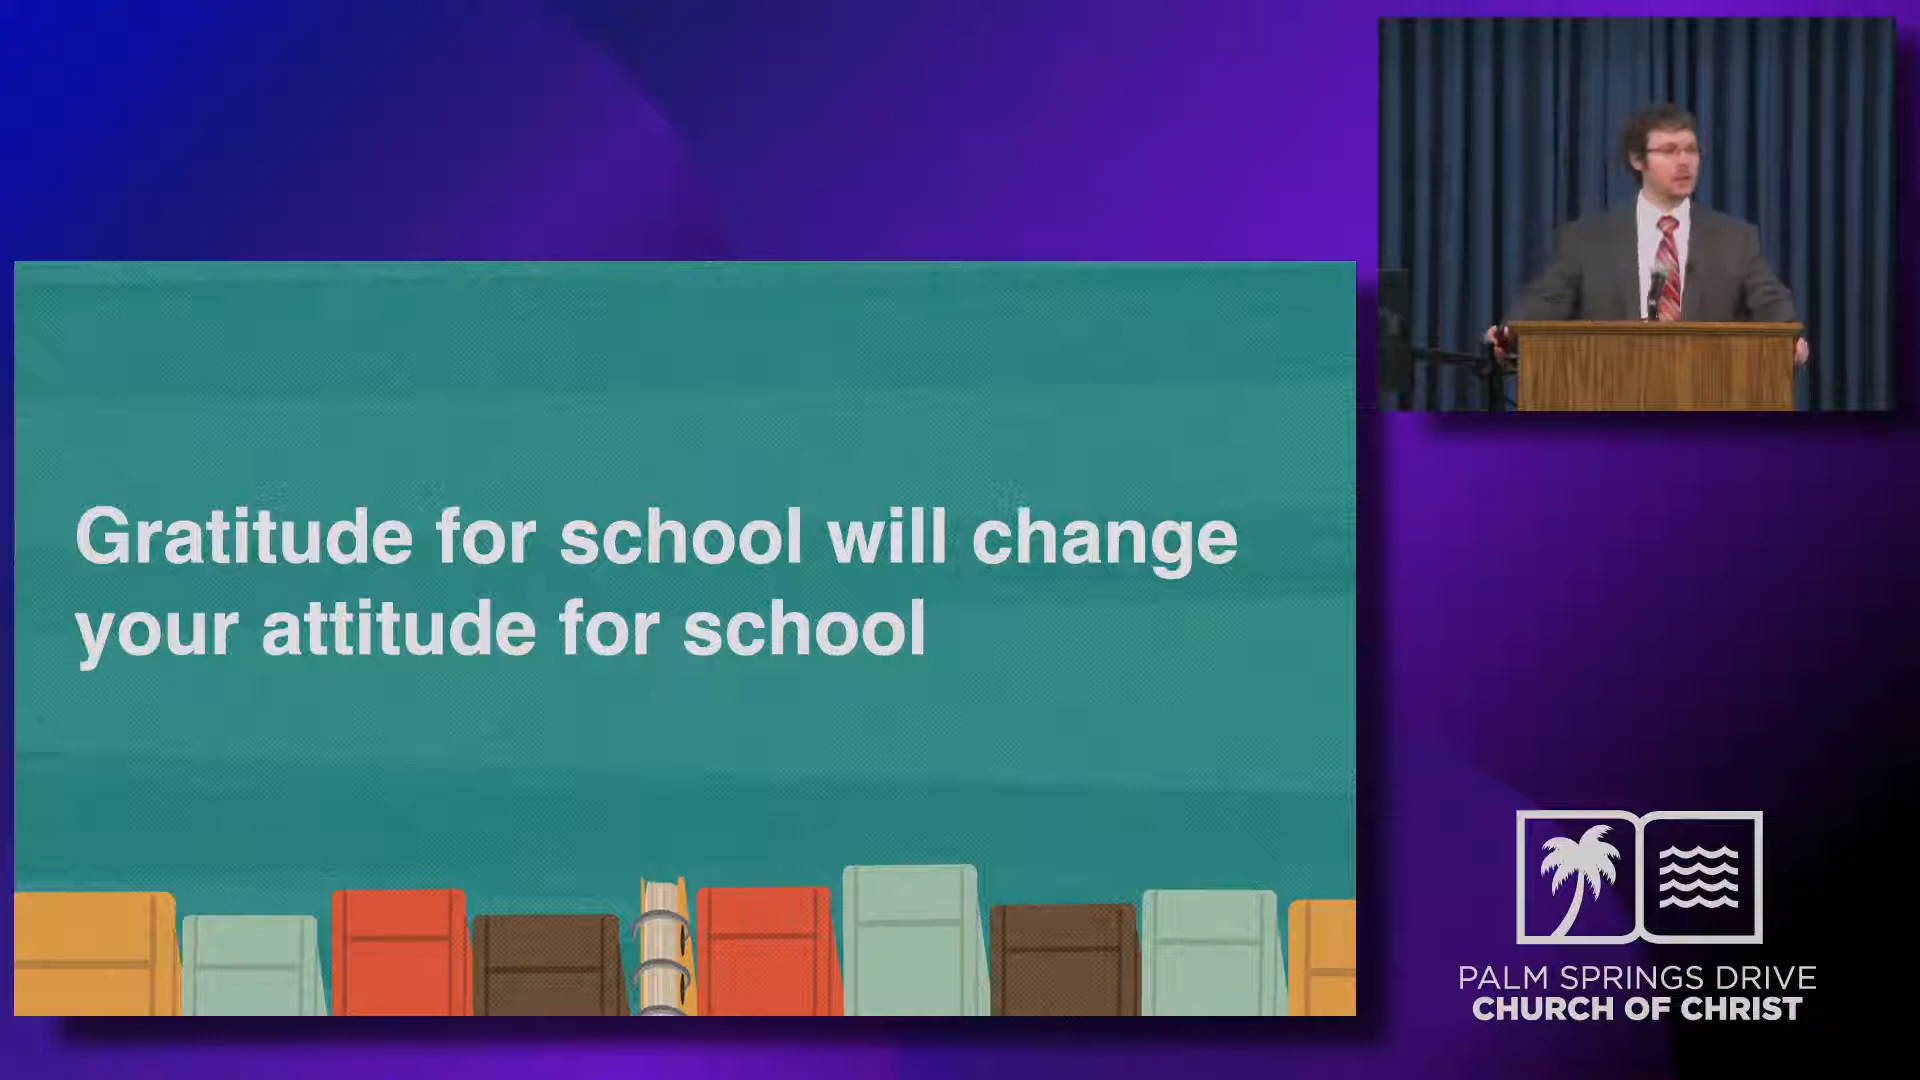 Gratitude for school will change
your attitude for school
PALM SPRINGS DRIVE
CHURCH OF CHRIST